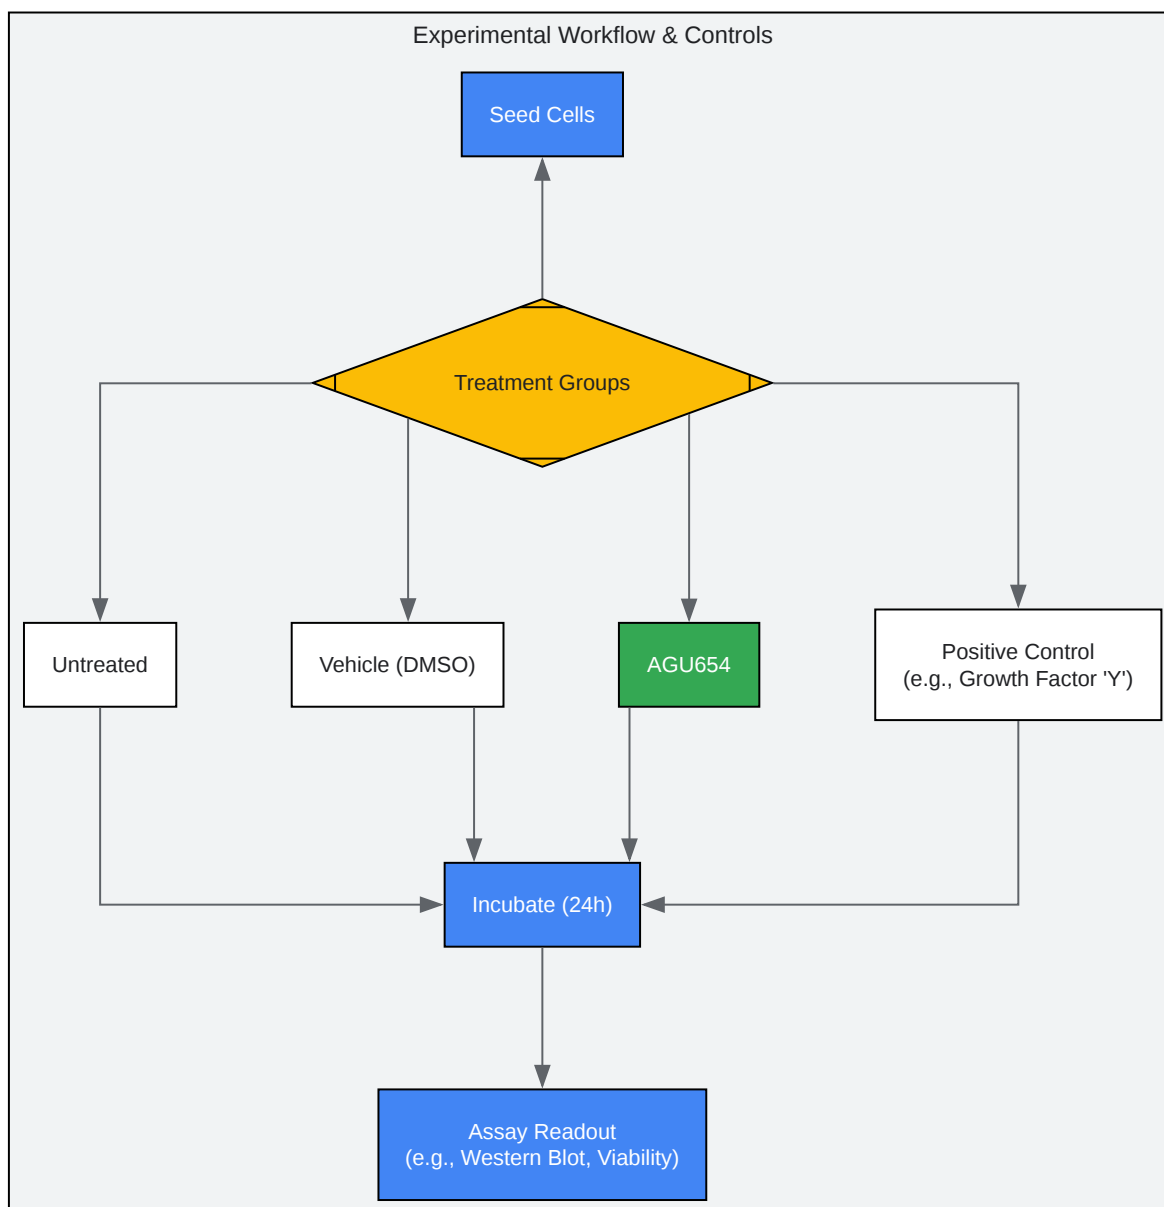 Experimental Workflow & Controls
Seed Cells
Treatment Groups
Untreated
Vehicle (DMSO)
AGU654
Positive Control
(e.g., Growth Factor 'Y')
Incubate (24h)
Assay Readout
(e.g., Western Blot, Viability)